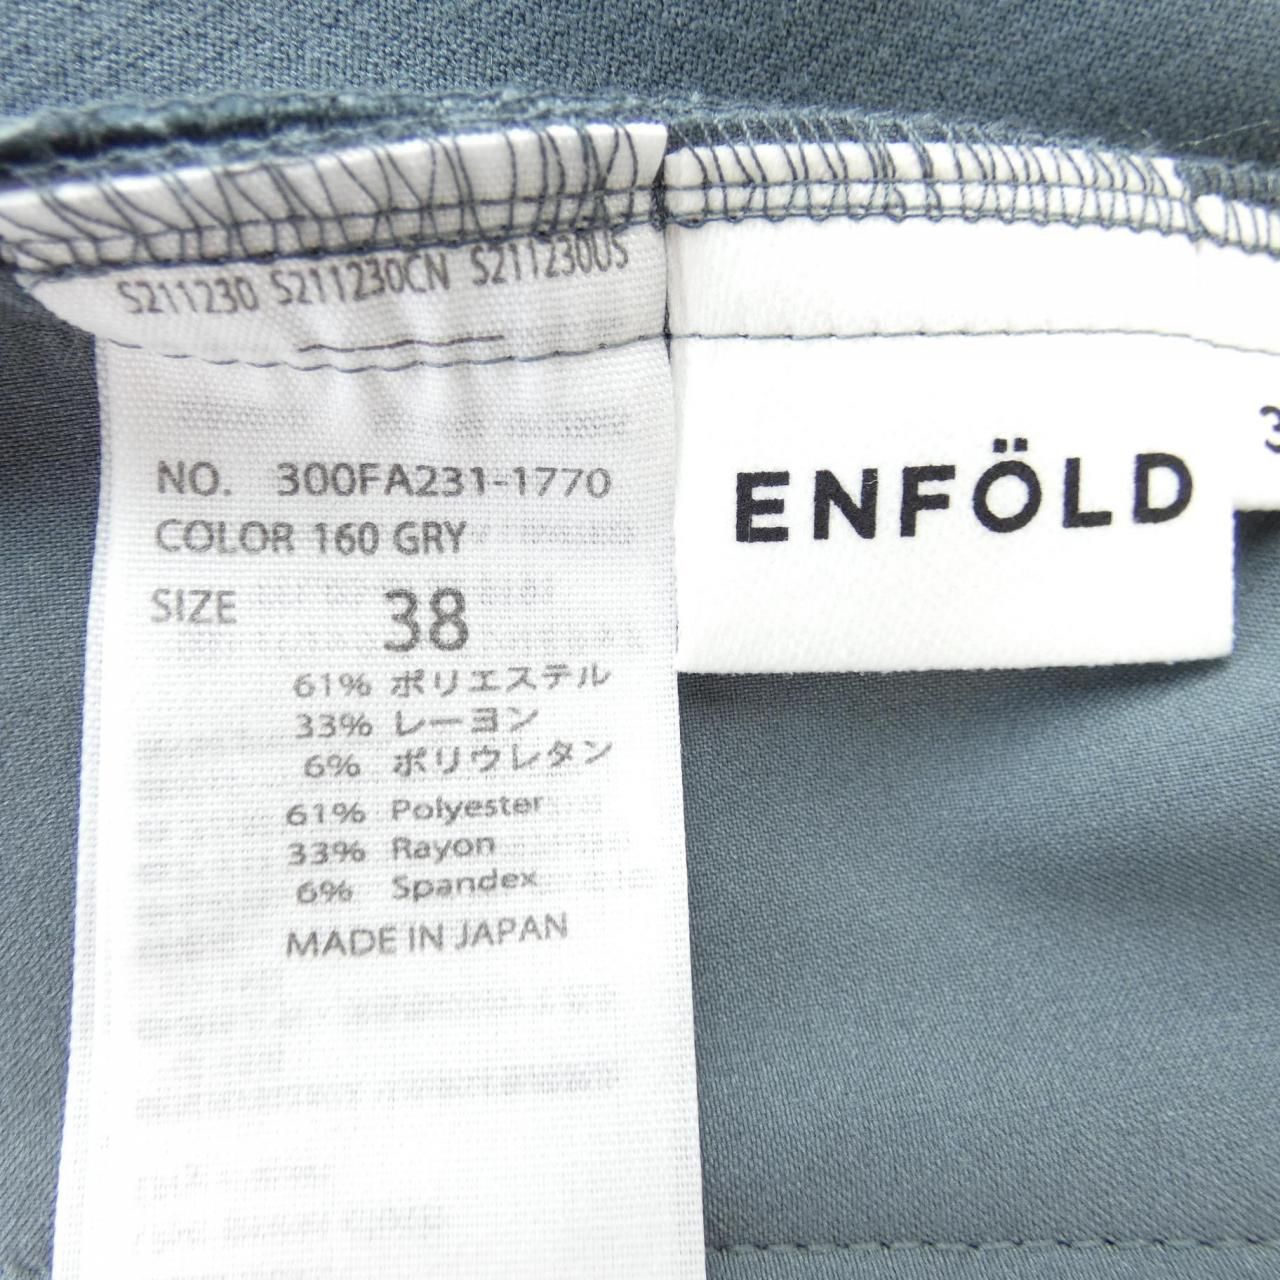 S211230 S211230CN S211230US
NO. 300FA231-1770
COLOR 160 GRY
SIZE 38
61% ポリエステル
33% レーヨン
6% ポリウレタン
61% Polyester
33% Rayon
6% Spandex
MADE IN JAPAN
ENFÖLD
3